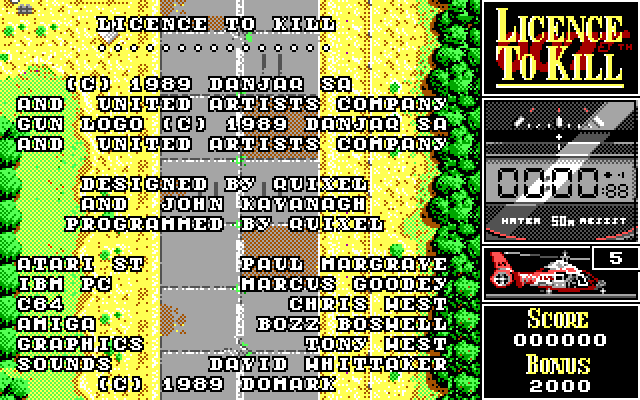 LICENCE TO KILL
(C) 1989 DANJAQ SA
AND UNITED ARTISTS COMPANY
GUN LOGO (C) 1989 DANJAQ SA
AND UNITED ARTISTS COMPANY
DESIGNED BY QUIXEL
AND JOHN KAVANAGH
PROGRAMMED BY QUIXEL
ATARI ST PAUL MARGRAVE
IBM PC MARCUS GOODEY
C64 CHRIS WEST
AMIGA BOZZ BOSWELL
GRAPHICS TONY WEST
SOUNDS DAVID WHITTAKER
(C) 1989 DOMARK
LICENCE
TO KILL
TM
00:00
:88
WATER 50M RESIST
5
SCORE
000000
BONUS
2000